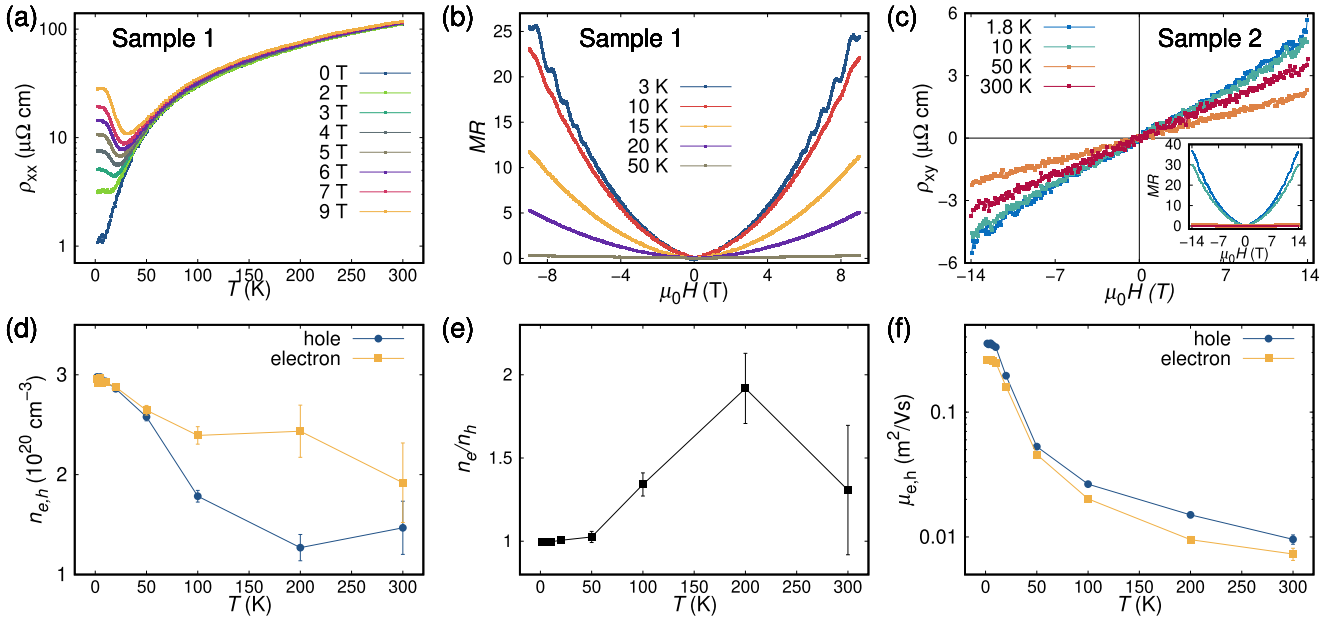 (a)
Sample 1
100
10
1
ρxx (μΩ cm)
0 T
2 T
3 T
4 T
5 T
6 T
7 T
9 T
0 50 100 150 200 250 300
T (K)
(b)
Sample 1
25
20
15
10
5
0
MR
3 K
10 K
15 K
20 K
50 K
−8 −4 0 4 8
μ0H (T)
(c)
Sample 2
6
3
0
−3
−6
ρxy (μΩ cm)
1.8 K
10 K
50 K
300 K
40
30
20
10
0
MR
−14 −7 0 7 14
μ0H (T)
−14 −7 0 7 14
μ0H (T)
(d)
hole
electron
3
2
1
ne,h (10²⁰ cm⁻³)
0 50 100 150 200 250 300
T (K)
(e)
2
1.5
1
ne/nh
0 50 100 150 200 250 300
T (K)
(f)
hole
electron
0.1
0.01
μe,h (m²/Vs)
0 50 100 150 200 250 300
T (K)